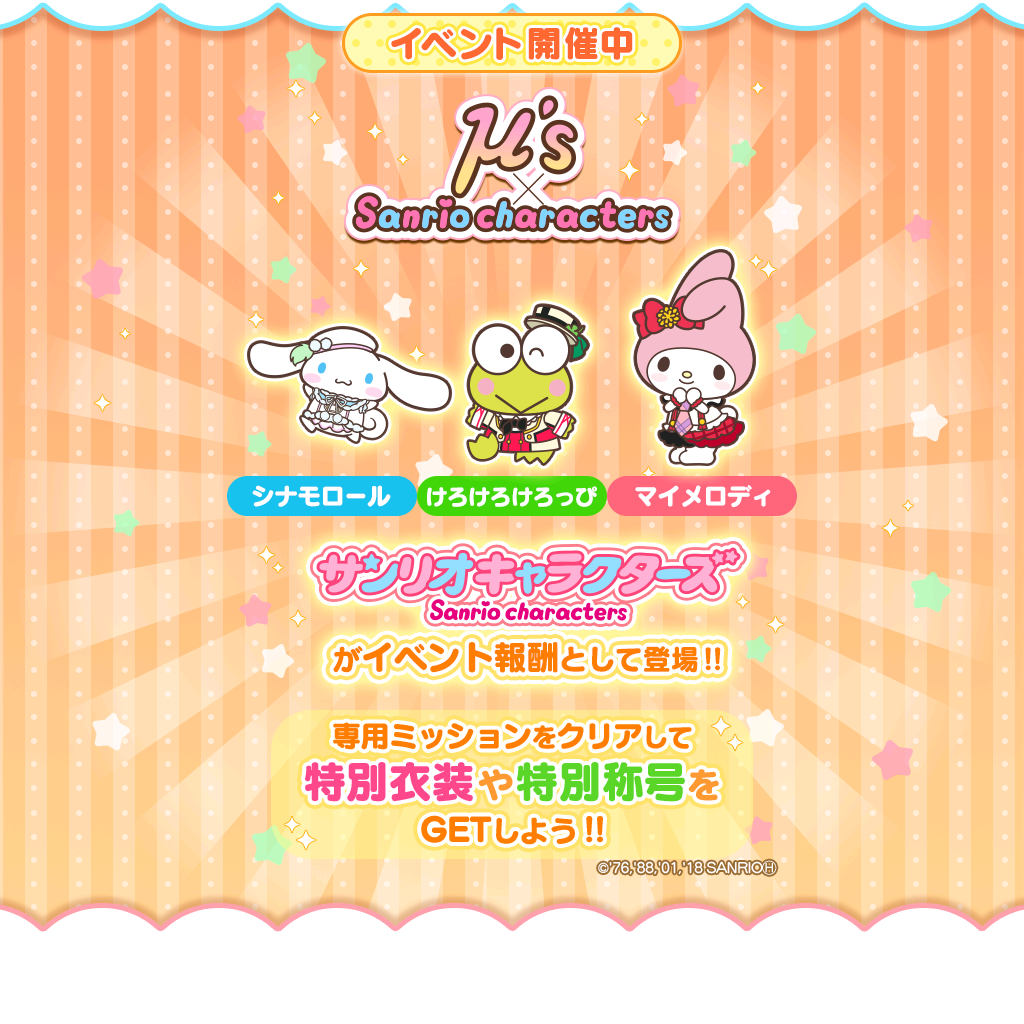 イベント開催中
μ's
×
Sanrio characters
シナモロール
けろけろけろっぴ
マイメロディ
サンリオキャラクターズ
Sanrio characters
がイベント報酬として登場!!
専用ミッションをクリアして
特別衣装や特別称号を
GETしよう!!
©'76,'88,'01,'18 SANRIOⒽ